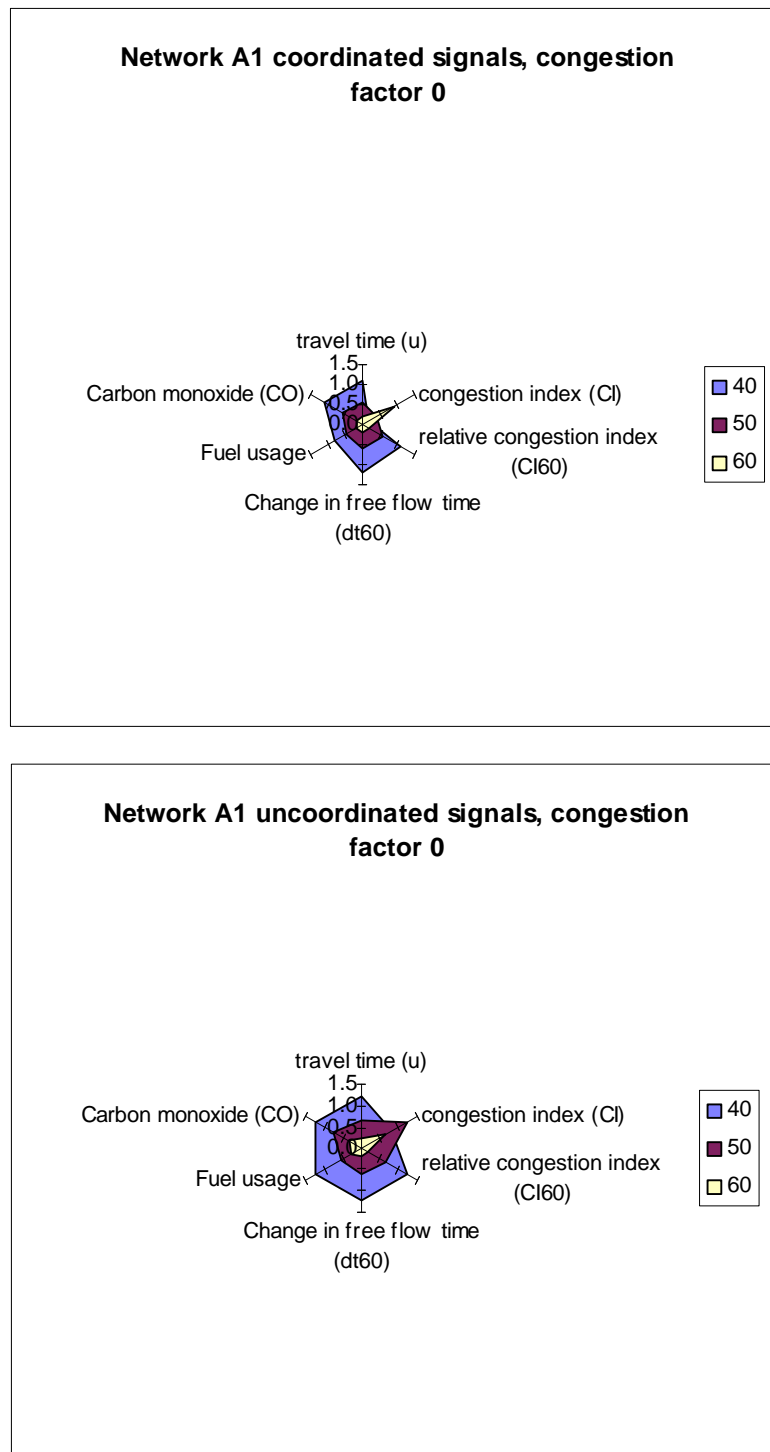 Network A1 coordinated signals, congestion
factor 0
travel time (u)
1.5
1.0
0.5
0.0
Carbon monoxide (CO)
congestion index (CI)
Fuel usage
relative congestion index
(CI60)
Change in free flow time
(dt60)
40
50
60
Network A1 uncoordinated signals, congestion
factor 0
travel time (u)
1.5
1.0
0.5
0.0
Carbon monoxide (CO)
congestion index (CI)
Fuel usage
relative congestion index
(CI60)
Change in free flow time
(dt60)
40
50
60